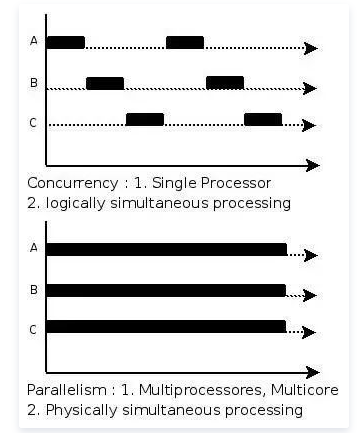 A
B
C
Concurrency : 1. Single Processor
2. logically simultaneous processing
A
B
C
Parallelism : 1. Multiprocessores, Multicore
2. Physically simultaneous processing